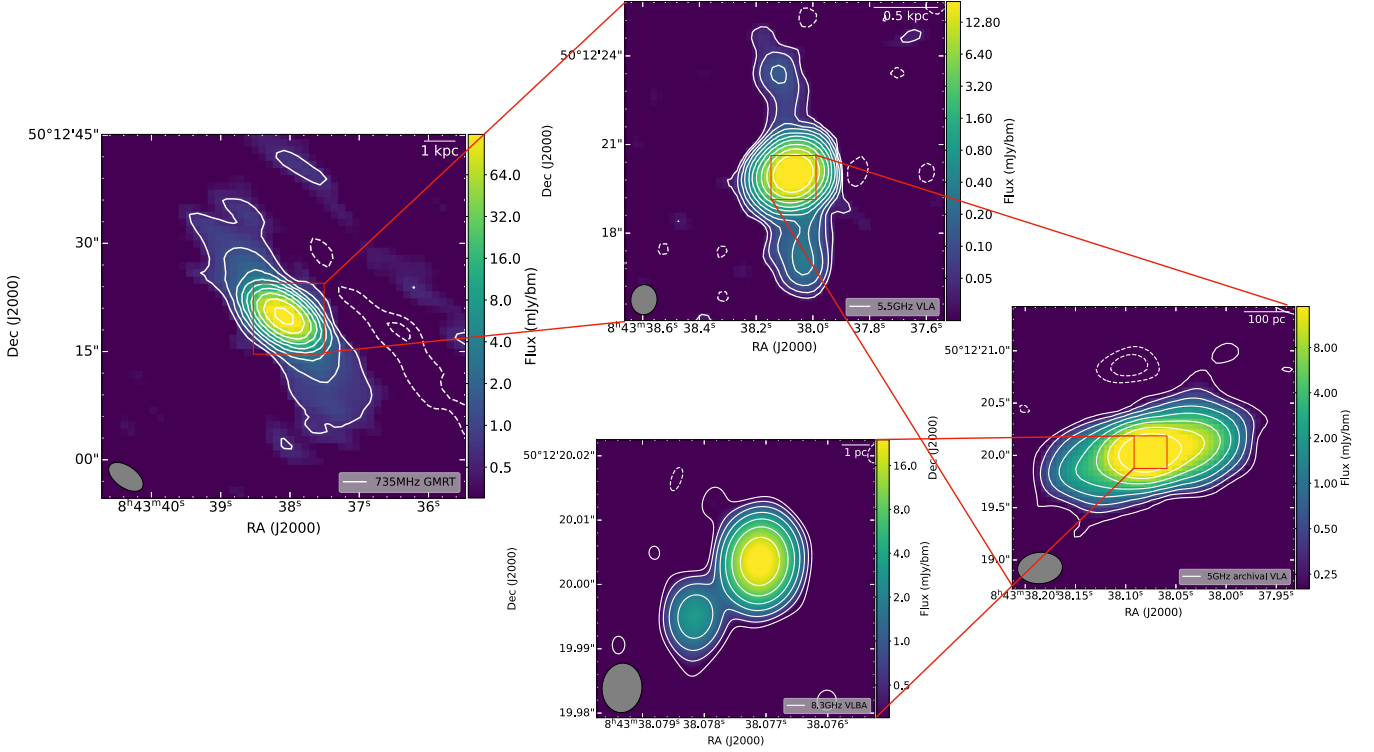 50°12'45"
30"
15"
00"
Dec (J2000)
8ʰ43ᵐ40ˢ 39ˢ 38ˢ 37ˢ 36ˢ
RA (J2000)
1 kpc
735MHz GMRT
64.0
32.0
16.0
8.0
4.0
2.0
1.0
0.5
Flux (mJy/bm)
50°12'24"
21"
18"
Dec (J2000)
8ʰ43ᵐ38.6ˢ 38.4ˢ 38.2ˢ 38.0ˢ 37.8ˢ 37.6ˢ
RA (J2000)
0.5 kpc
5.5GHz VLA
12.80
6.40
3.20
1.60
0.80
0.40
0.20
0.10
0.05
Flux (mJy/bm)
50°12'21.0"
20.5"
20.0"
19.5"
19.0"
Dec (J2000)
8ʰ43ᵐ38.20ˢ 38.15ˢ 38.10ˢ 38.05ˢ 38.00ˢ 37.95ˢ
RA (J2000)
100 pc
5GHz archival VLA
8.00
4.00
2.00
1.00
0.50
0.25
Flux (mJy/bm)
50°12'20.02"
20.01"
20.00"
19.99"
19.98"
Dec (J2000)
8ʰ43ᵐ38.079ˢ 38.078ˢ 38.077ˢ 38.076ˢ
RA (J2000)
1 pc
8.3GHz VLBA
16.0
8.0
4.0
2.0
1.0
0.5
Flux (mJy/bm)